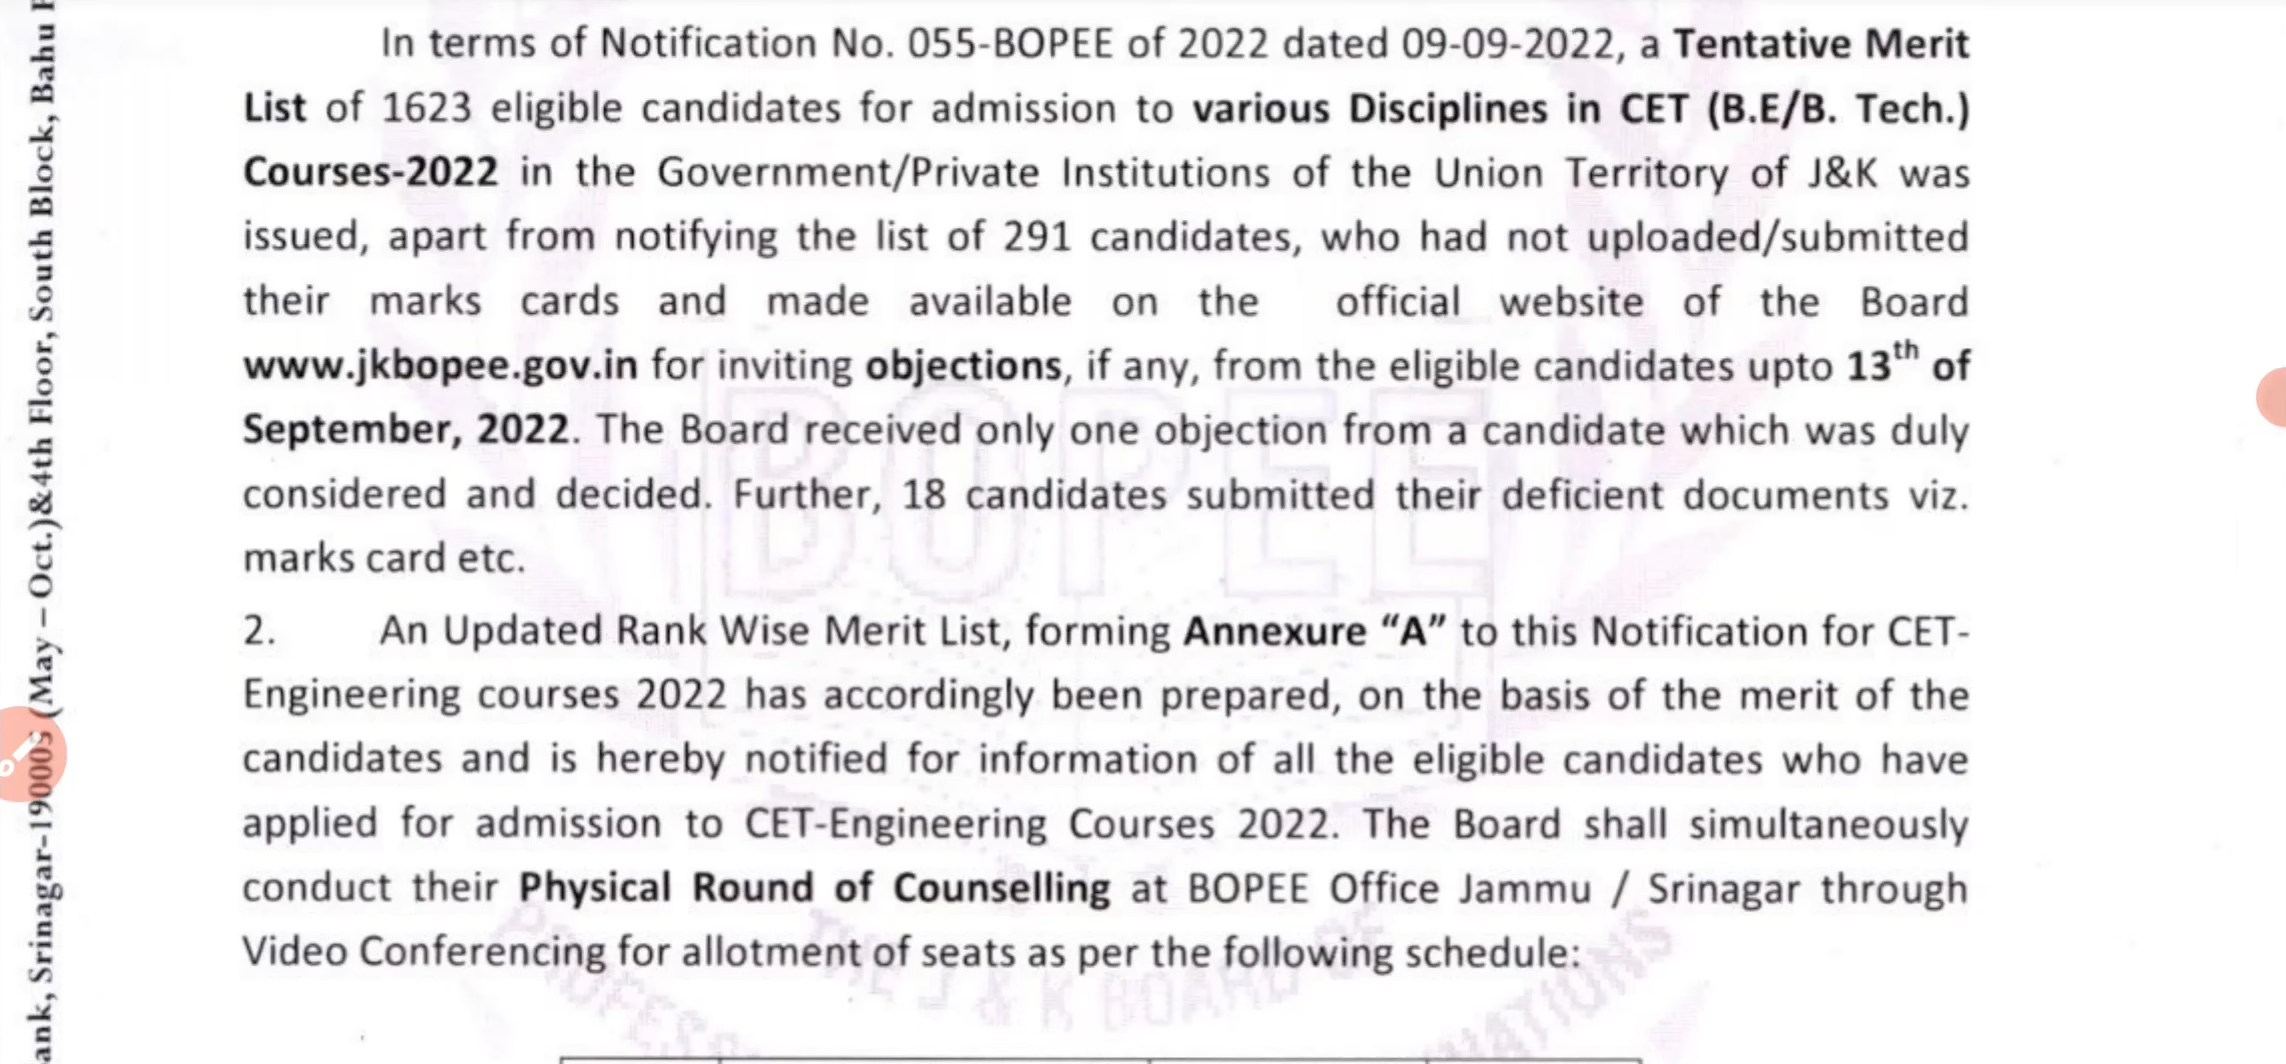 In terms of Notification No. 055-BOPEE of 2022 dated 09-09-2022, a Tentative Merit
List of 1623 eligible candidates for admission to various Disciplines in CET (B.E/B. Tech.)
Courses-2022 in the Government/Private Institutions of the Union Territory of J&K was
issued, apart from notifying the list of 291 candidates, who had not uploaded/submitted
their marks cards and made available on the official website of the Board
www.jkbopee.gov.in for inviting objections, if any, from the eligible candidates upto 13th of
September, 2022. The Board received only one objection from a candidate which was duly
considered and decided. Further, 18 candidates submitted their deficient documents viz.
marks card etc.
2. An Updated Rank Wise Merit List, forming Annexure “A” to this Notification for CET-
Engineering courses 2022 has accordingly been prepared, on the basis of the merit of the
candidates and is hereby notified for information of all the eligible candidates who have
applied for admission to CET-Engineering Courses 2022. The Board shall simultaneously
conduct their Physical Round of Counselling at BOPEE Office Jammu / Srinagar through
Video Conferencing for allotment of seats as per the following schedule:
ank, Srinagar-190005 (May – Oct.)&4th Floor, South Block, Bahu
BOPEE
THE J & K BOARD OF